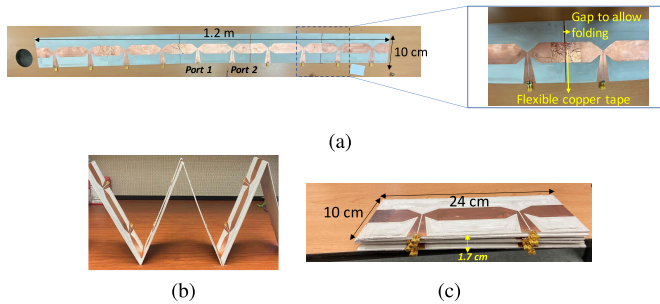 1.2 m
10 cm
Port 1 Port 2
Gap to allow
folding
Flexible copper tape
(a)
24 cm
10 cm
1.7 cm
(b)
(c)